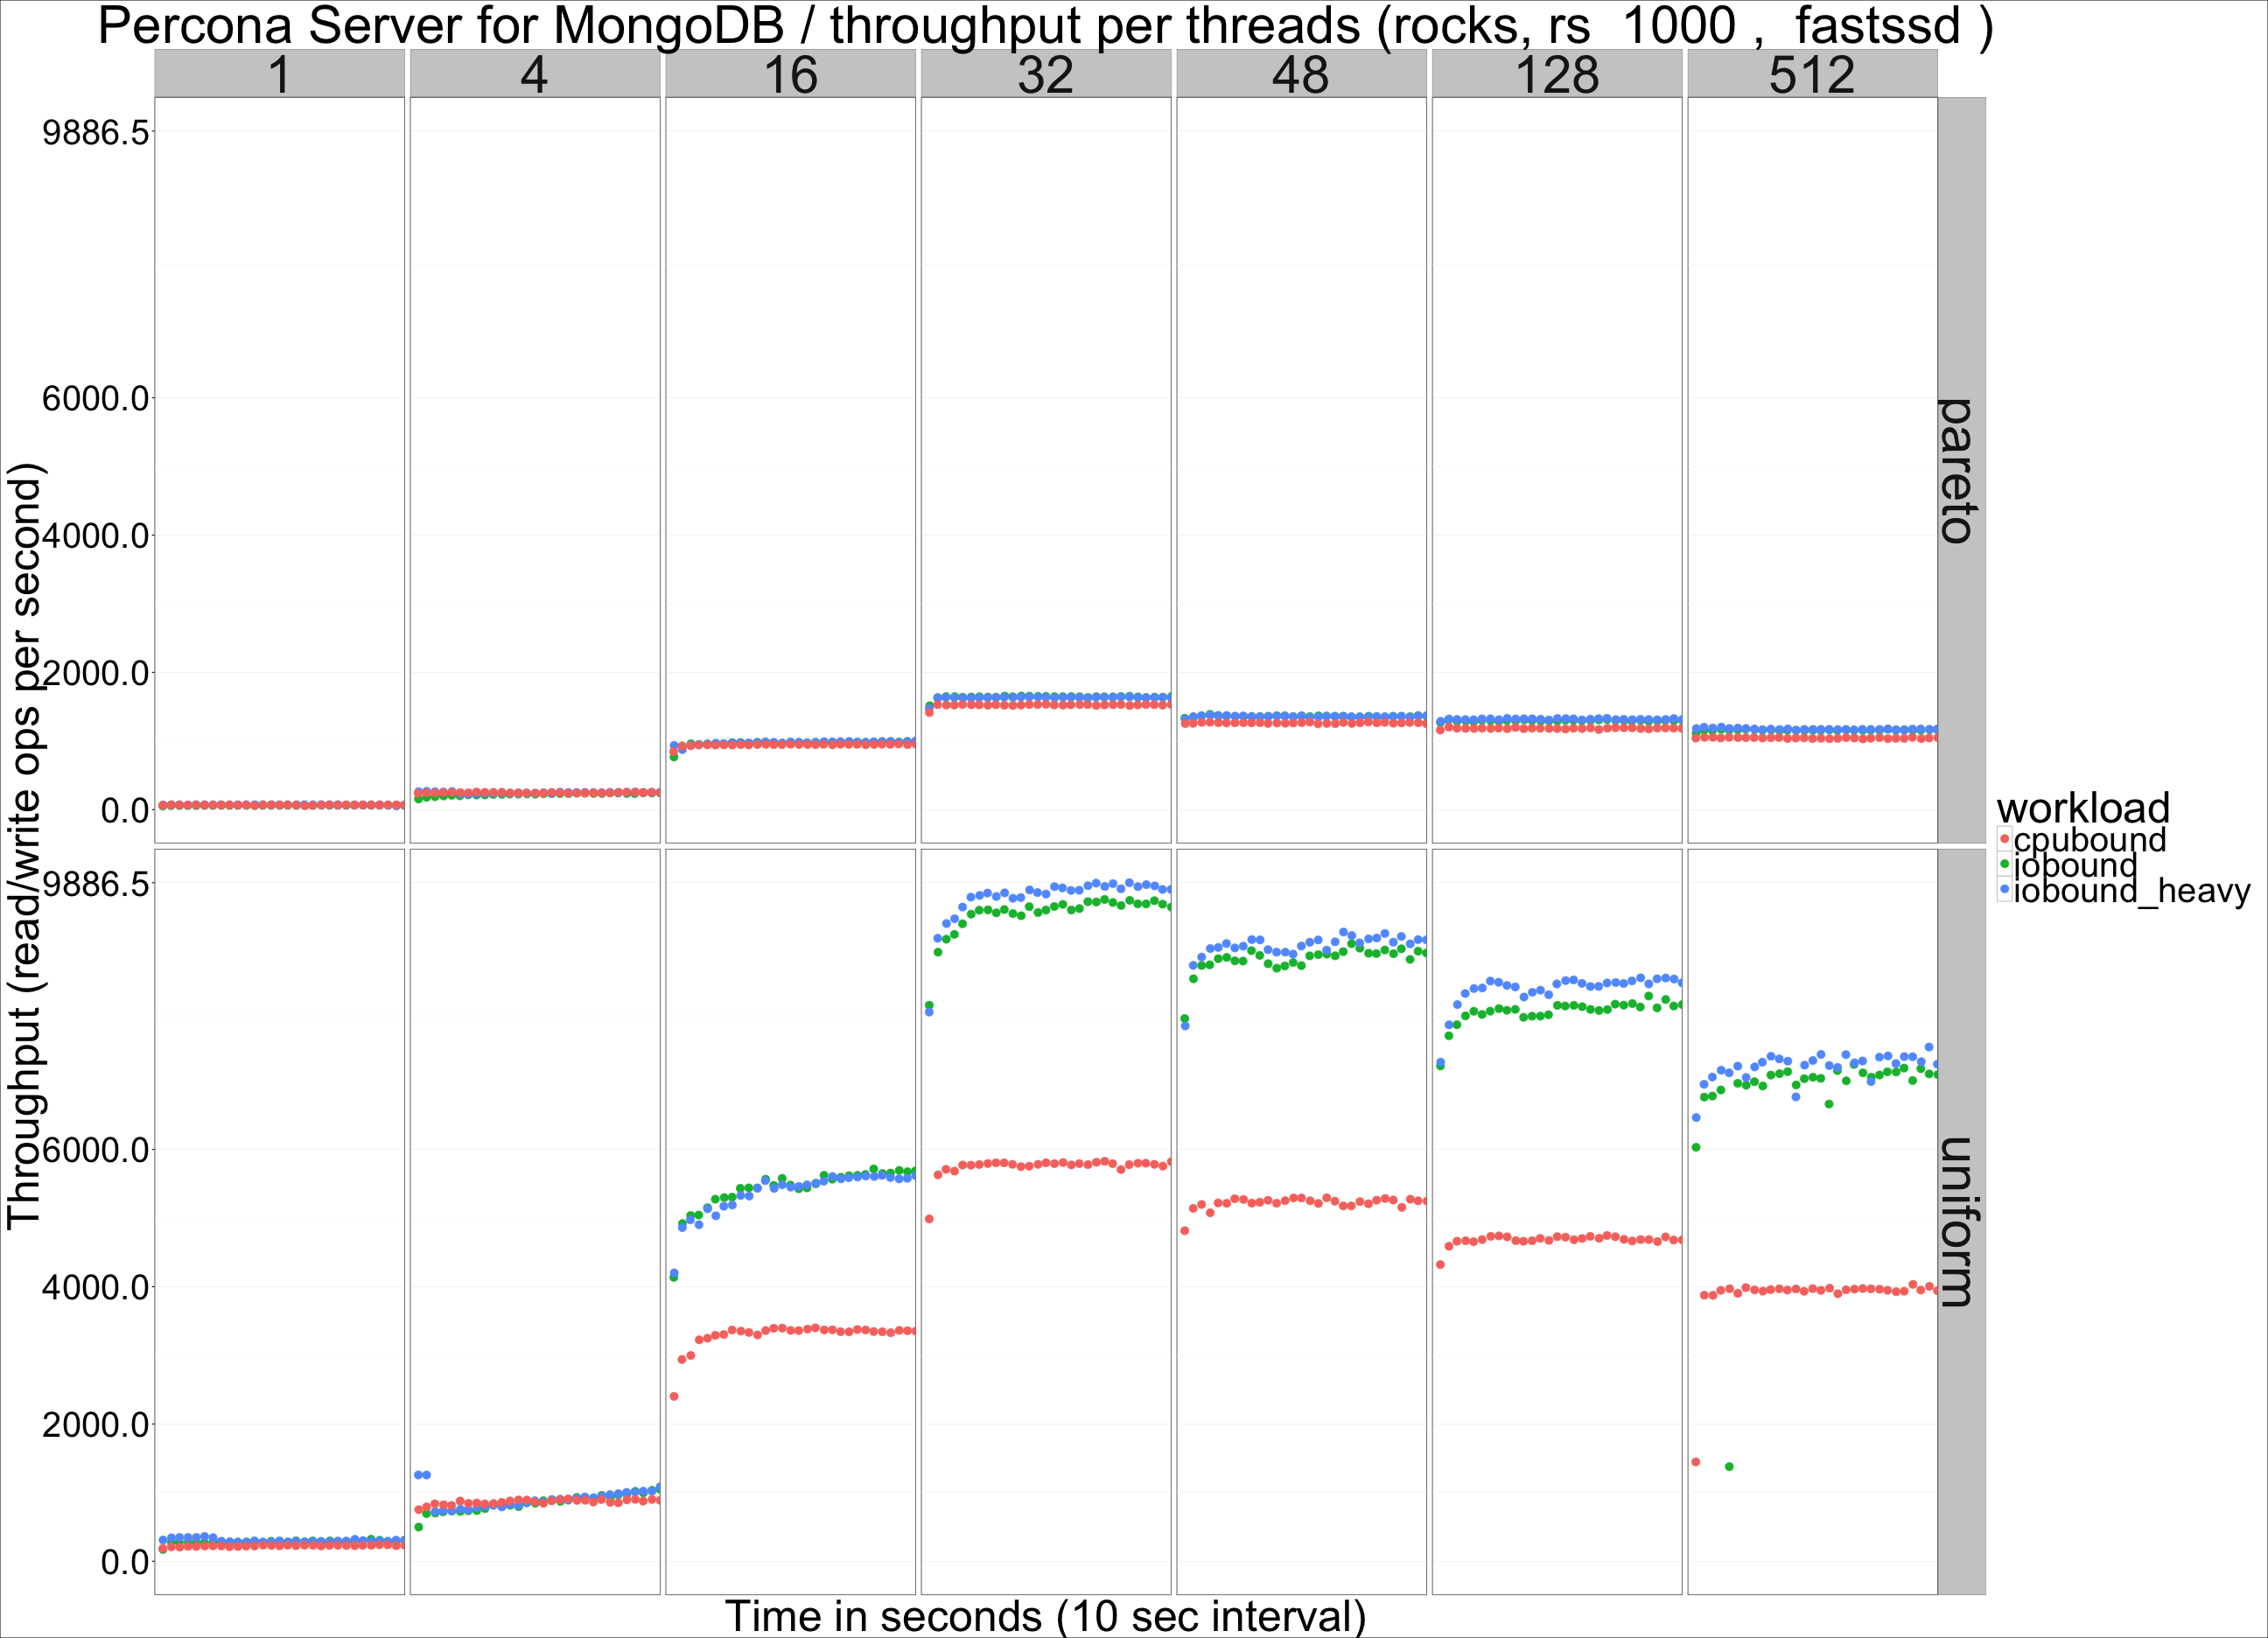 Percona Server for MongoDB / throughput per threads (rocks, rs  1000 ,  fastssd )
1 4 16 32 48 128 512
9886.5
6000.0
4000.0
2000.0
0.0
pareto
Throughput (read/write ops per second)
workload
cpubound
iobound
iobound_heavy
9886.5
6000.0
4000.0
2000.0
0.0
uniform
Time in seconds (10 sec interval)